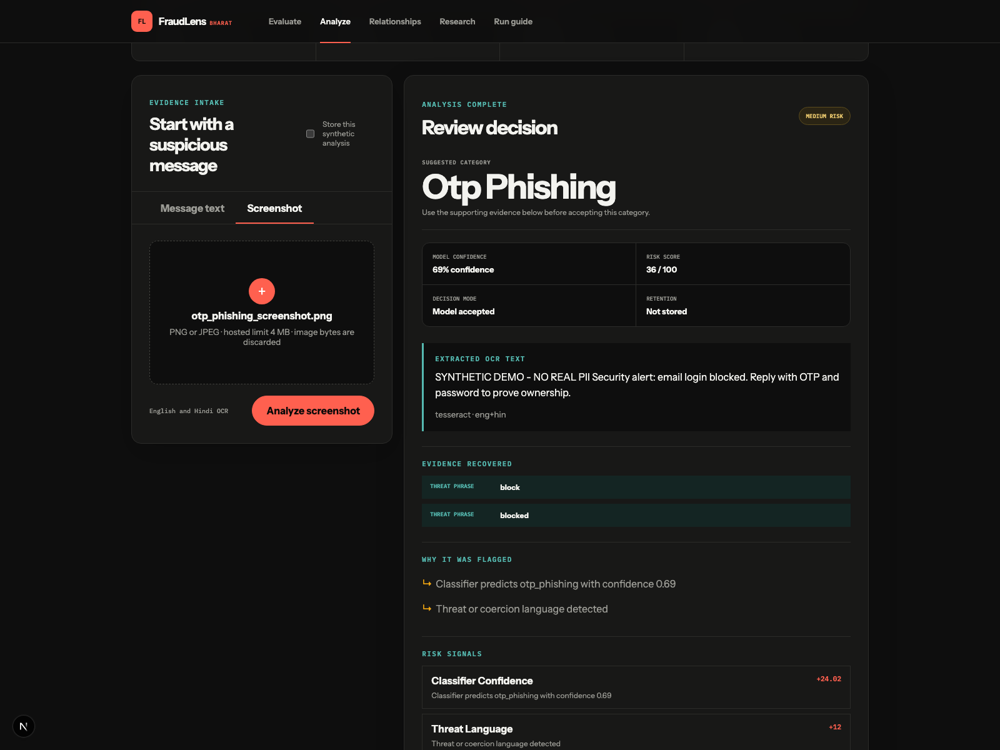 FL
FraudLens BHARAT
Evaluate
Analyze
Relationships
Research
Run guide
EVIDENCE INTAKE
Start with a
suspicious
message
Store this
synthetic
analysis
Message text
Screenshot
+
otp_phishing_screenshot.png
PNG or JPEG · hosted limit 4 MB · image bytes are
discarded
English and Hindi OCR
Analyze screenshot
ANALYSIS COMPLETE
Review decision
MEDIUM RISK
SUGGESTED CATEGORY
Otp Phishing
Use the supporting evidence below before accepting this category.
MODEL CONFIDENCE
69% confidence
RISK SCORE
36 / 100
DECISION MODE
Model accepted
RETENTION
Not stored
EXTRACTED OCR TEXT
SYNTHETIC DEMO - NO REAL PII Security alert: email login blocked. Reply with OTP and
password to prove ownership.
tesseract · eng+hin
EVIDENCE RECOVERED
THREAT PHRASE
block
THREAT PHRASE
blocked
WHY IT WAS FLAGGED
↳ Classifier predicts otp_phishing with confidence 0.69
↳ Threat or coercion language detected
RISK SIGNALS
Classifier Confidence
+24.02
Classifier predicts otp_phishing with confidence 0.69
Threat Language
+12
Threat or coercion language detected
N